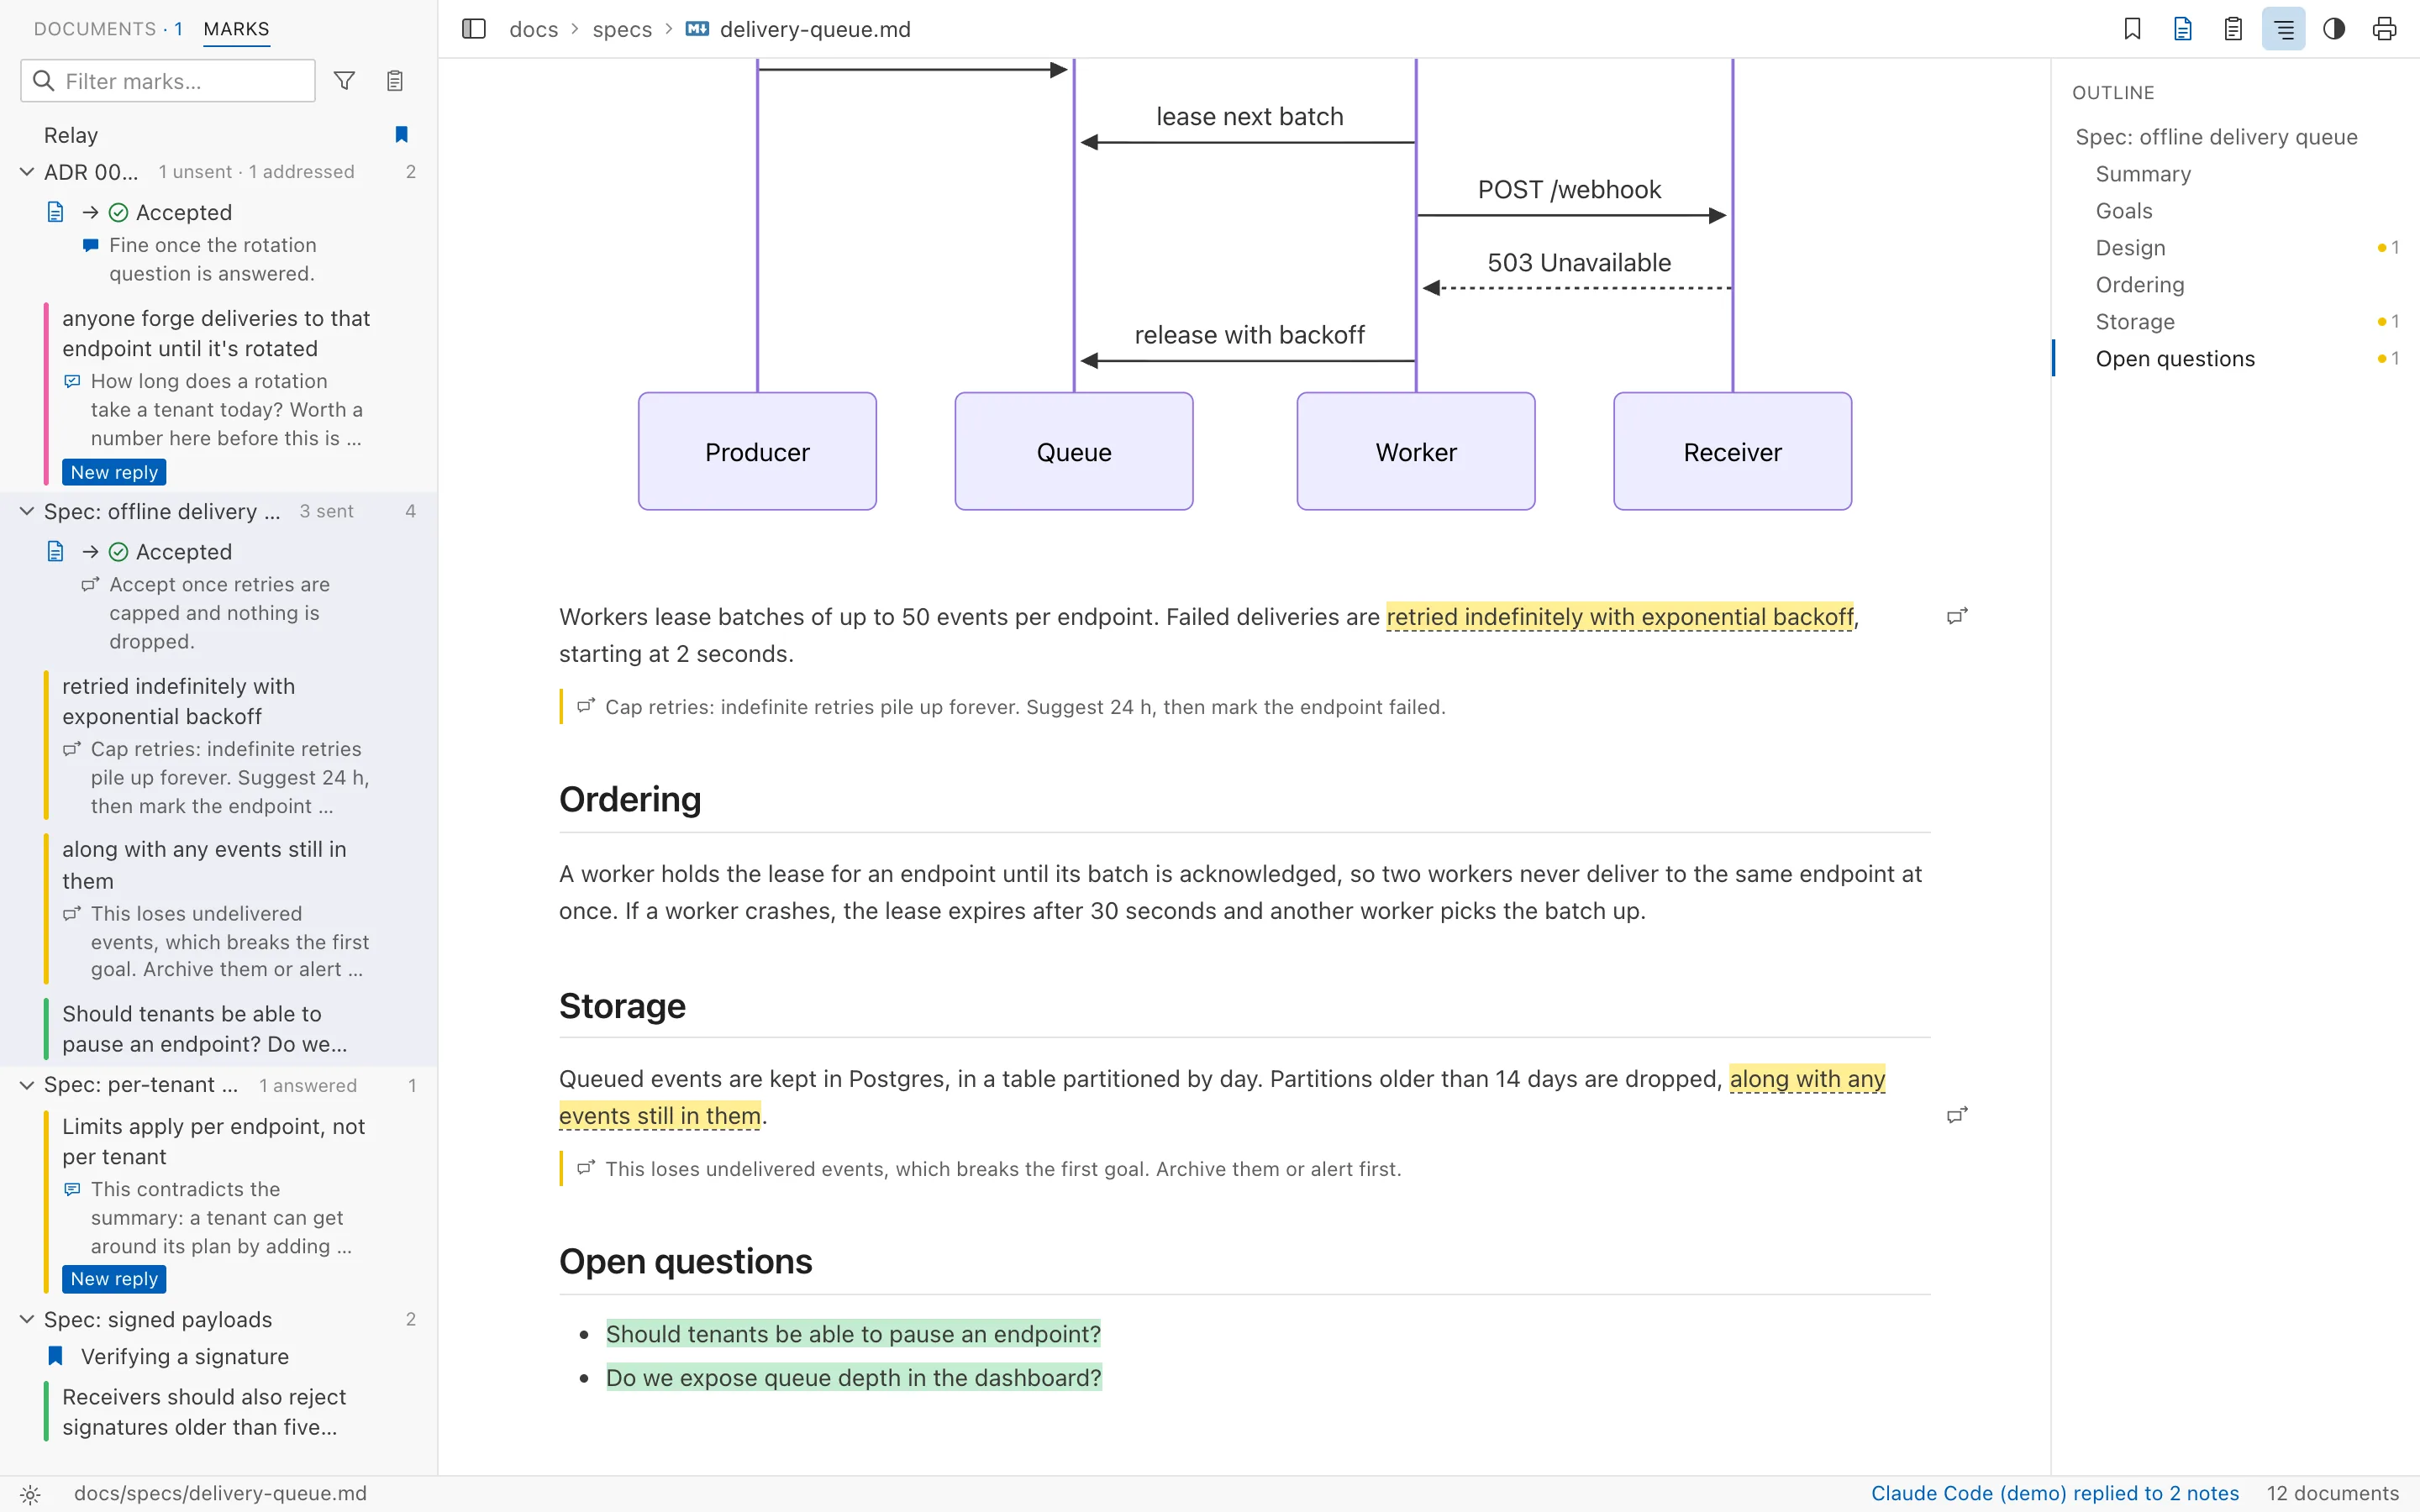 DOCUMENTS · 1 MARKS
Filter marks...
Relay
ADR 00... 1 unsent · 1 addressed 2
→ Accepted
Fine once the rotation
question is answered.
anyone forge deliveries to that
endpoint until it's rotated
How long does a rotation
take a tenant today? Worth a
number here before this is ...
New reply
Spec: offline delivery ... 3 sent 4
→ Accepted
Accept once retries are
capped and nothing is
dropped.
retried indefinitely with
exponential backoff
Cap retries: indefinite retries
pile up forever. Suggest 24 h,
then mark the endpoint ...
along with any events still in
them
This loses undelivered
events, which breaks the first
goal. Archive them or alert ...
Should tenants be able to
pause an endpoint? Do we...
Spec: per-tenant ... 1 answered 1
Limits apply per endpoint, not
per tenant
This contradicts the
summary: a tenant can get
around its plan by adding ...
New reply
Spec: signed payloads 2
Verifying a signature
Receivers should also reject
signatures older than five...
docs > specs > M↓ delivery-queue.md
lease next batch
POST /webhook
503 Unavailable
release with backoff
Producer Queue Worker Receiver
Workers lease batches of up to 50 events per endpoint. Failed deliveries are retried indefinitely with exponential backoff,
starting at 2 seconds.
Cap retries: indefinite retries pile up forever. Suggest 24 h, then mark the endpoint failed.
Ordering
A worker holds the lease for an endpoint until its batch is acknowledged, so two workers never deliver to the same endpoint at
once. If a worker crashes, the lease expires after 30 seconds and another worker picks the batch up.
Storage
Queued events are kept in Postgres, in a table partitioned by day. Partitions older than 14 days are dropped, along with any
events still in them.
This loses undelivered events, which breaks the first goal. Archive them or alert first.
Open questions
• Should tenants be able to pause an endpoint?
• Do we expose queue depth in the dashboard?
OUTLINE
Spec: offline delivery queue
Summary
Goals
Design 1
Ordering
Storage 1
Open questions 1
docs/specs/delivery-queue.md
Claude Code (demo) replied to 2 notes 12 documents